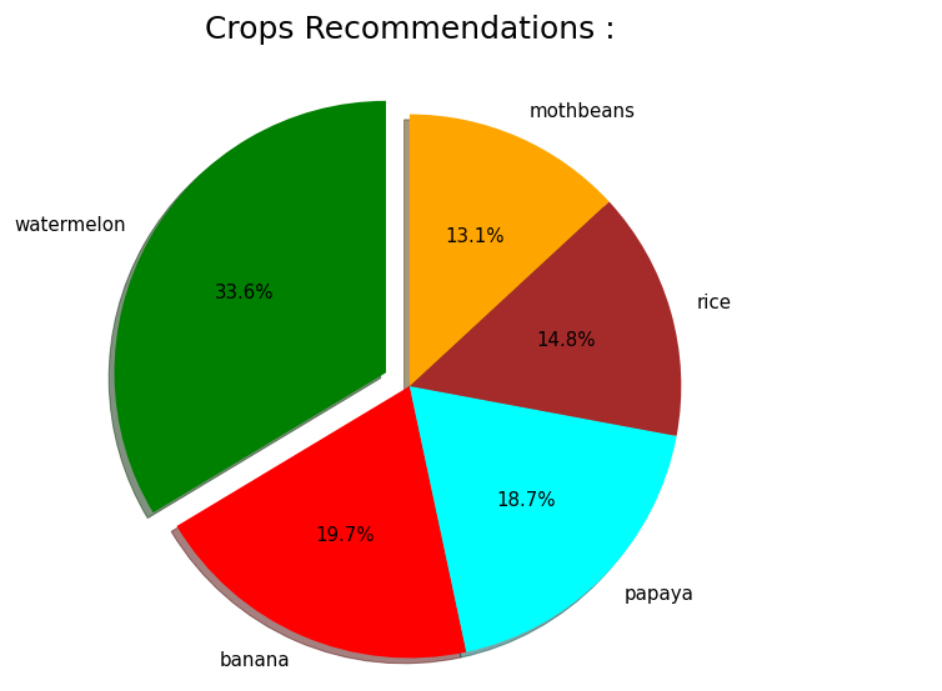 Crops Recommendations :
mothbeans
watermelon
13.1%
33.6%
rice
14.8%
18.7%
19.7%
papaya
banana